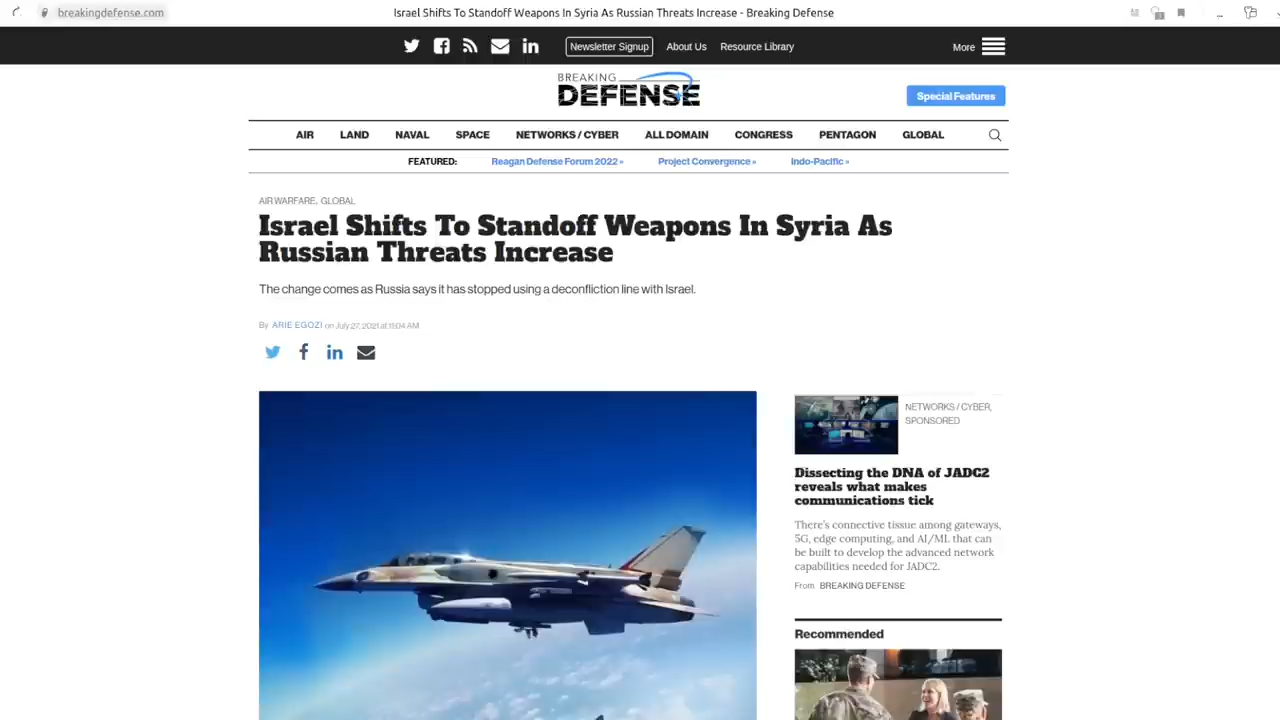 breakingdefense.com
Israel Shifts To Standoff Weapons In Syria As Russian Threats Increase - Breaking Defense
Newsletter Signup
About Us
Resource Library
More
BREAKING
DEFENSE
Special Features
AIR
LAND
NAVAL
SPACE
NETWORKS / CYBER
ALL DOMAIN
CONGRESS
PENTAGON
GLOBAL
FEATURED:
Reagan Defense Forum 2022 »
Project Convergence »
Indo-Pacific »
AIR WARFARE, GLOBAL
Israel Shifts To Standoff Weapons In Syria As
Russian Threats Increase
The change comes as Russia says it has stopped using a deconfliction line with Israel.
By ARIE EGOZI on July 27, 2021 at 11:04 AM
NETWORKS / CYBER,
SPONSORED
Dissecting the DNA of JADC2
reveals what makes
communications tick
There's connective tissue among gateways,
5G, edge computing, and AI/ML that can
be built to develop the advanced network
capabilities needed for JADC2.
From BREAKING DEFENSE
Recommended